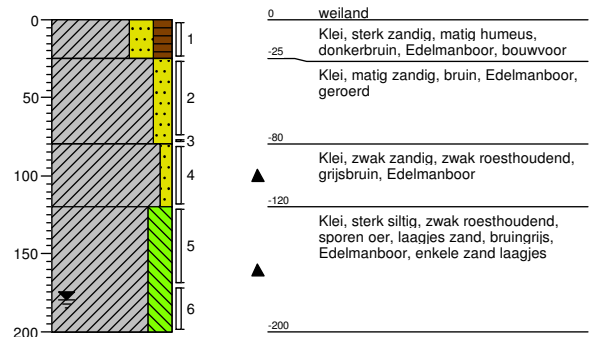 0
50
100
150
200
1
2
3
4
5
6
0 weiland
Klei, sterk zandig, matig humeus,
donkerbruin, Edelmanboor, bouwvoor
-25
Klei, matig zandig, bruin, Edelmanboor,
geroerd
-80
Klei, zwak zandig, zwak roesthoudend,
grijsbruin, Edelmanboor
-120
Klei, sterk siltig, zwak roesthoudend,
sporen oer, laagjes zand, bruingrijs,
Edelmanboor, enkele zand laagjes
-200